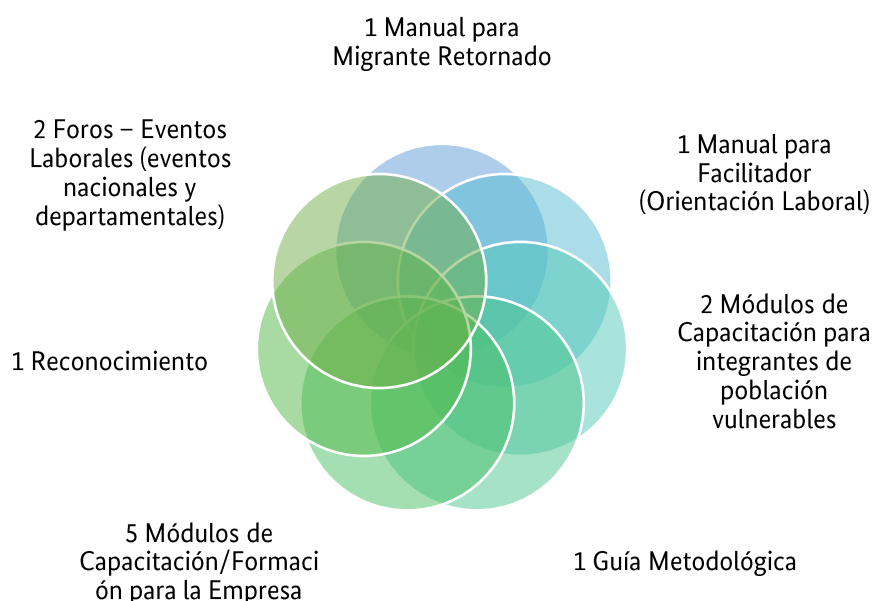 1 Manual para
Migrante Retornado
2 Foros – Eventos
Laborales (eventos
nacionales y
departamentales)
1 Manual para
Facilitador
(Orientación Laboral)
2 Módulos de
Capacitación para
integrantes de
población
vulnerables
1 Reconocimiento
5 Módulos de
Capacitación/Formaci
ón para la Empresa
1 Guía Metodológica